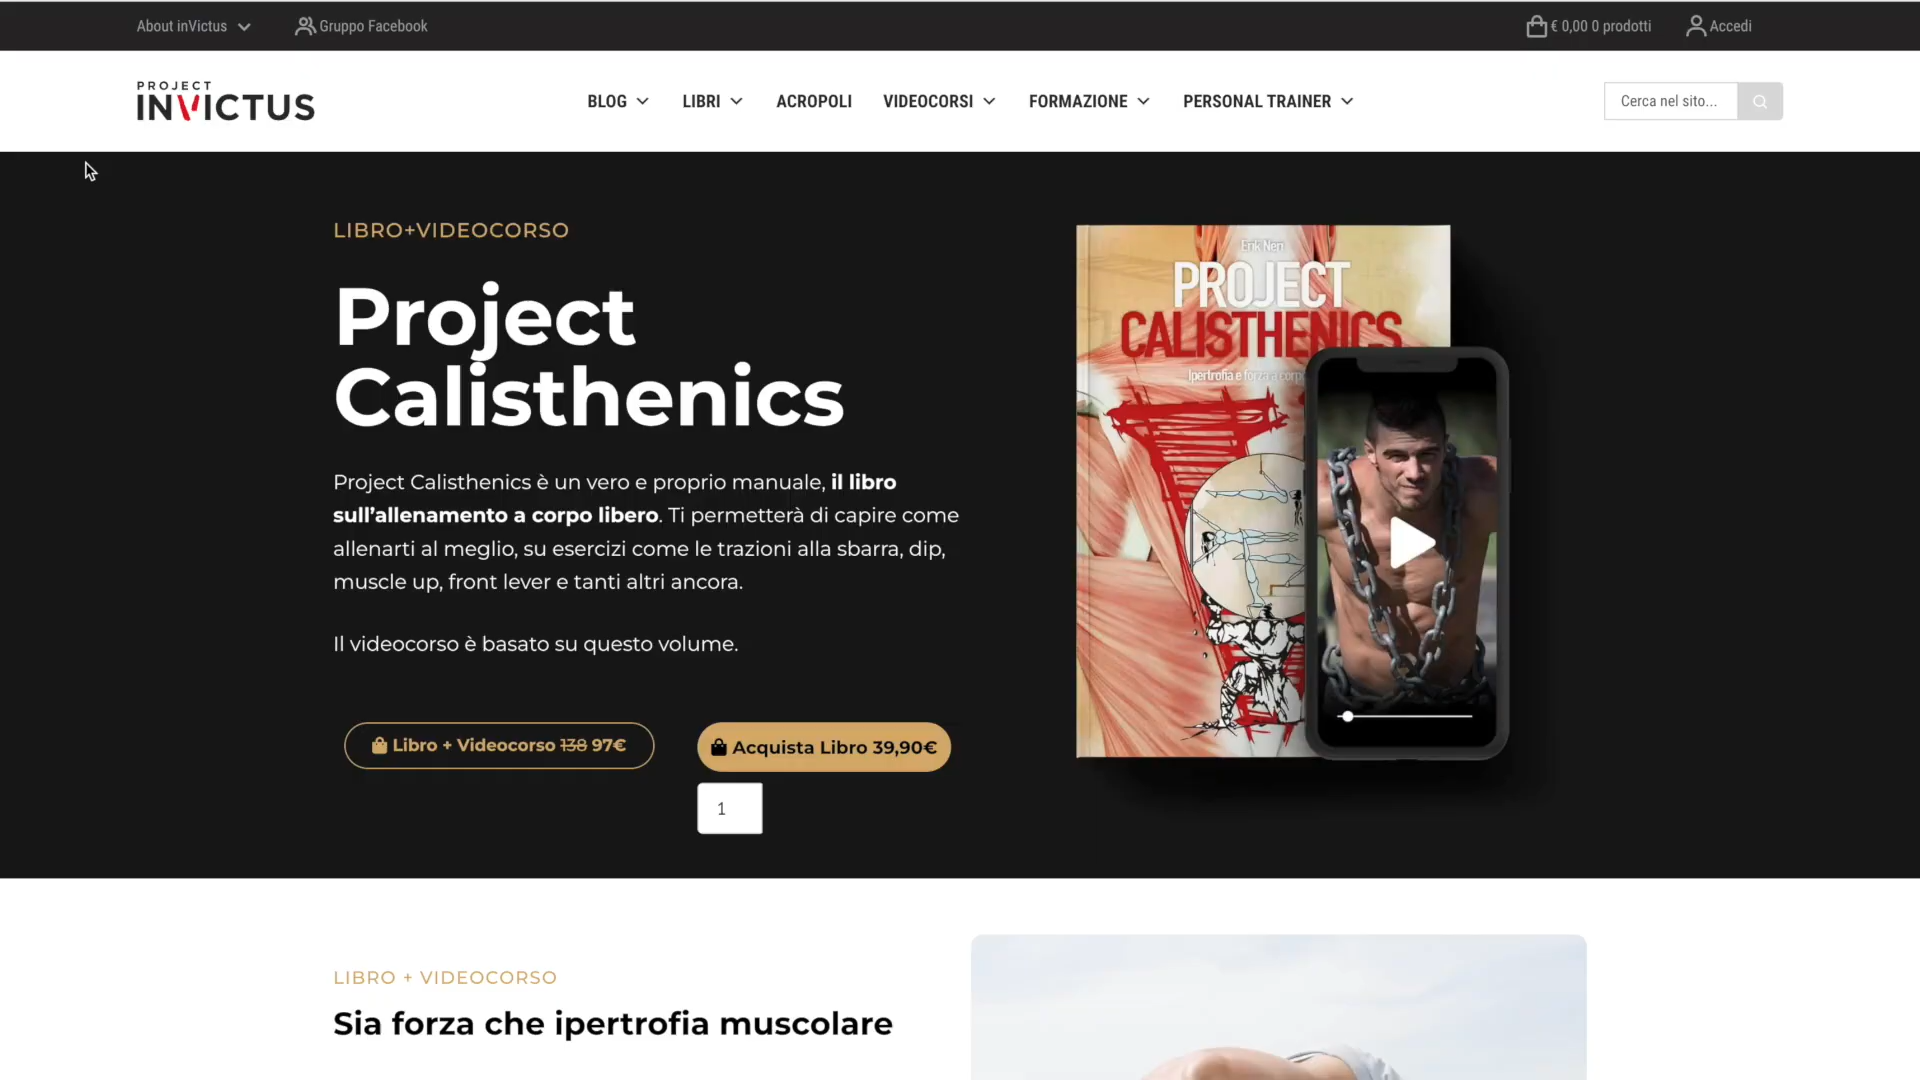 About inVictus
Gruppo Facebook
€ 0,00 0 prodotti
Accedi
PROJECT
INVICTUS
BLOG
LIBRI
ACROPOLI
VIDEOCORSI
FORMAZIONE
PERSONAL TRAINER
Cerca nel sito...
LIBRO+VIDEOCORSO
Project
Calisthenics
Project Calisthenics è un vero e proprio manuale, il libro
sull’allenamento a corpo libero. Ti permetterà di capire come
allenarti al meglio, su esercizi come le trazioni alla sbarra, dip,
muscle up, front lever e tanti altri ancora.
Il videocorso è basato su questo volume.
Libro + Videocorso 138 97€
Acquista Libro 39,90€
1
Erik Neri
PROJECT
CALISTHENICS
Ipertrofia e forza a corp
LIBRO + VIDEOCORSO
Sia forza che ipertrofia muscolare